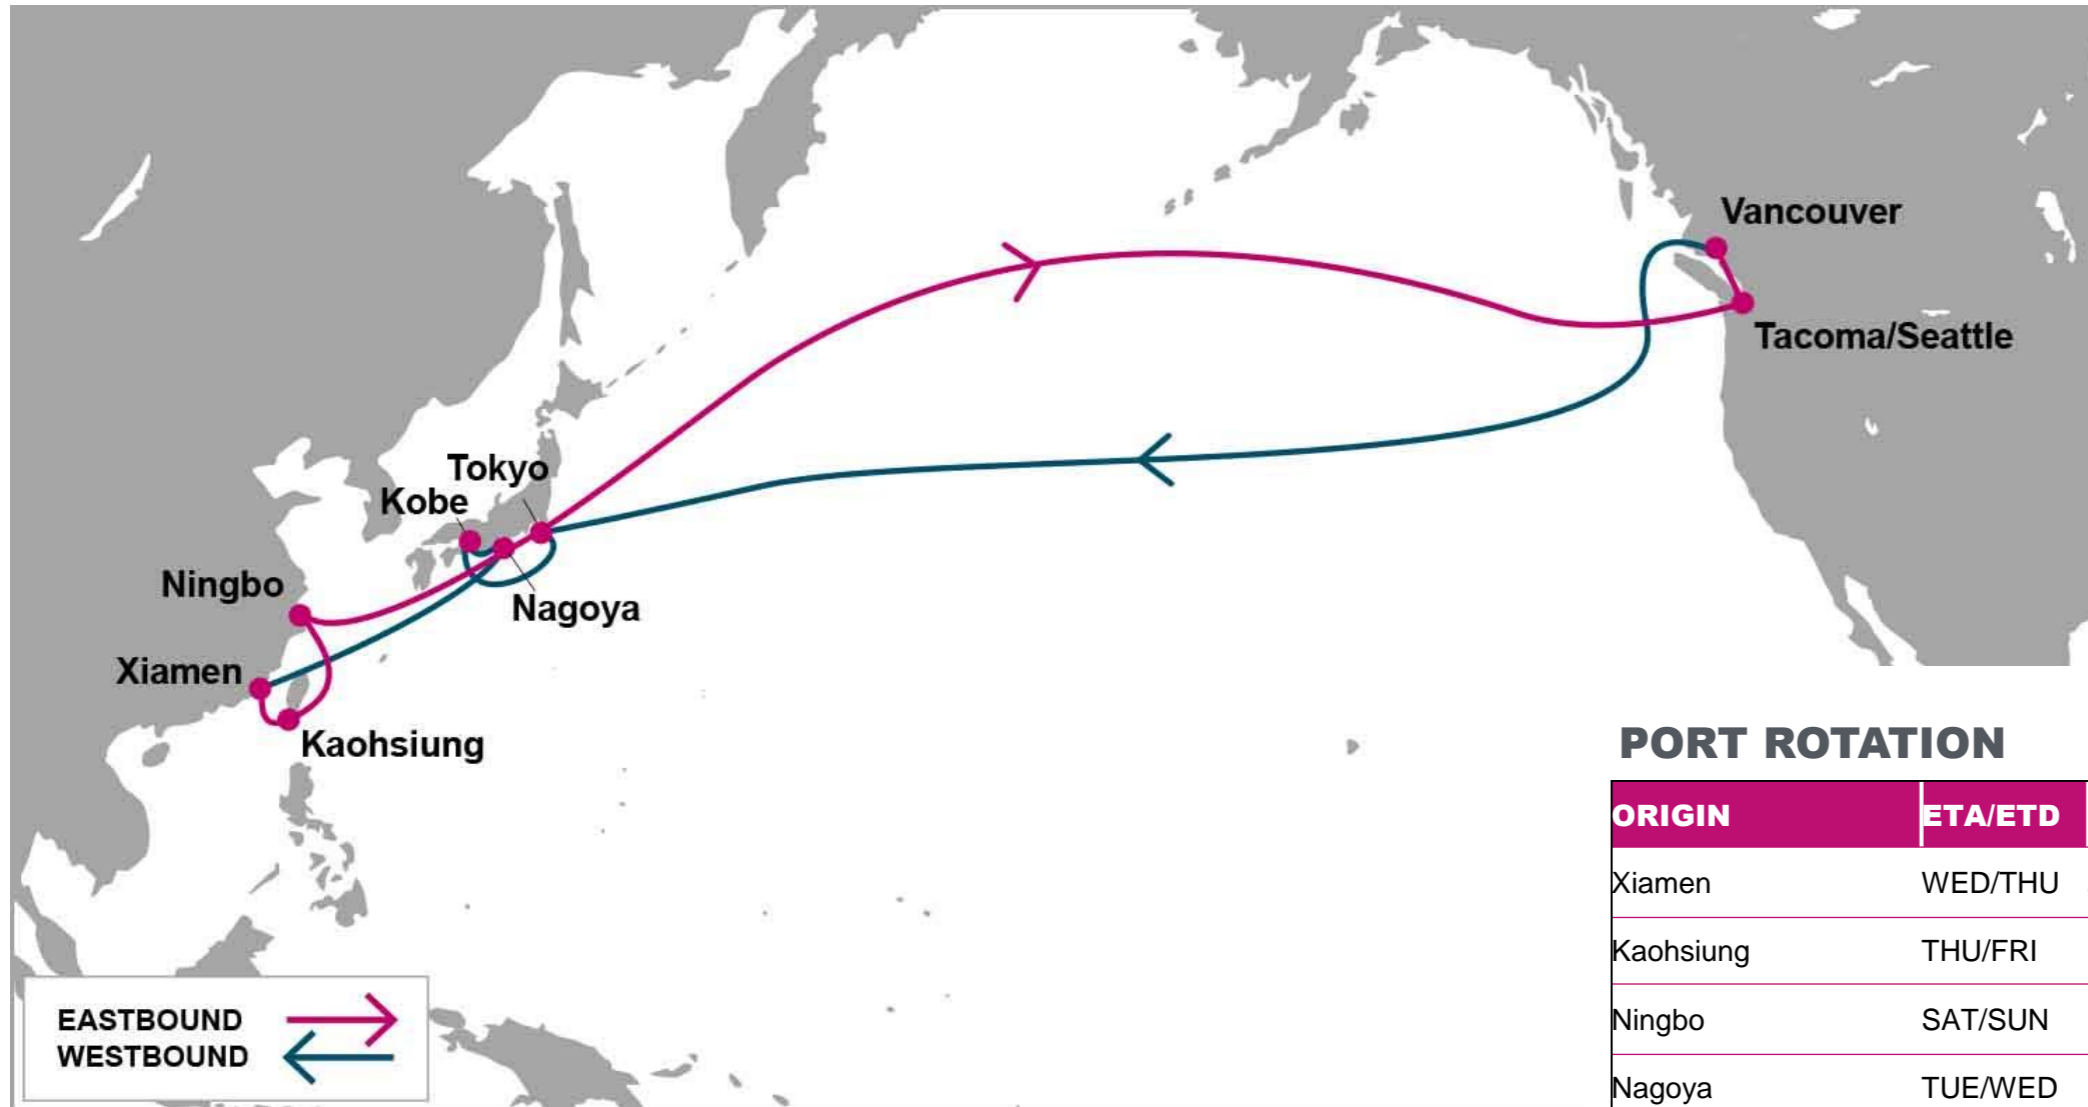 Vancouver
Tacoma/Seattle
Tokyo
Kobe
Ningbo
Nagoya
Xiamen
Kaohsiung
EASTBOUND
WESTBOUND
PORT ROTATION
ORIGIN ETA/ETD
Xiamen WED/THU
Kaohsiung THU/FRI
Ningbo SAT/SUN
Nagoya TUE/WED